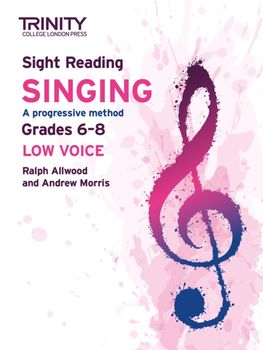 TRINITY
COLLEGE LONDON PRESS
Sight Reading
SINGING
A progressive method
Grades 6–8
LOW VOICE
Ralph Allwood
and Andrew Morris